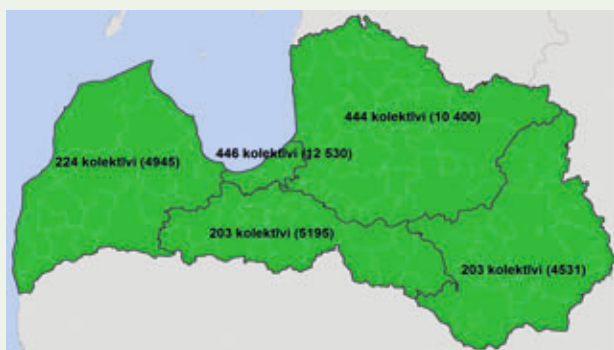 444 kolektīvi (10 400)
446 kolektīvi (12 530)
224 kolektīvi (4945)
203 kolektīvi (5195)
203 kolektīvi (4531)